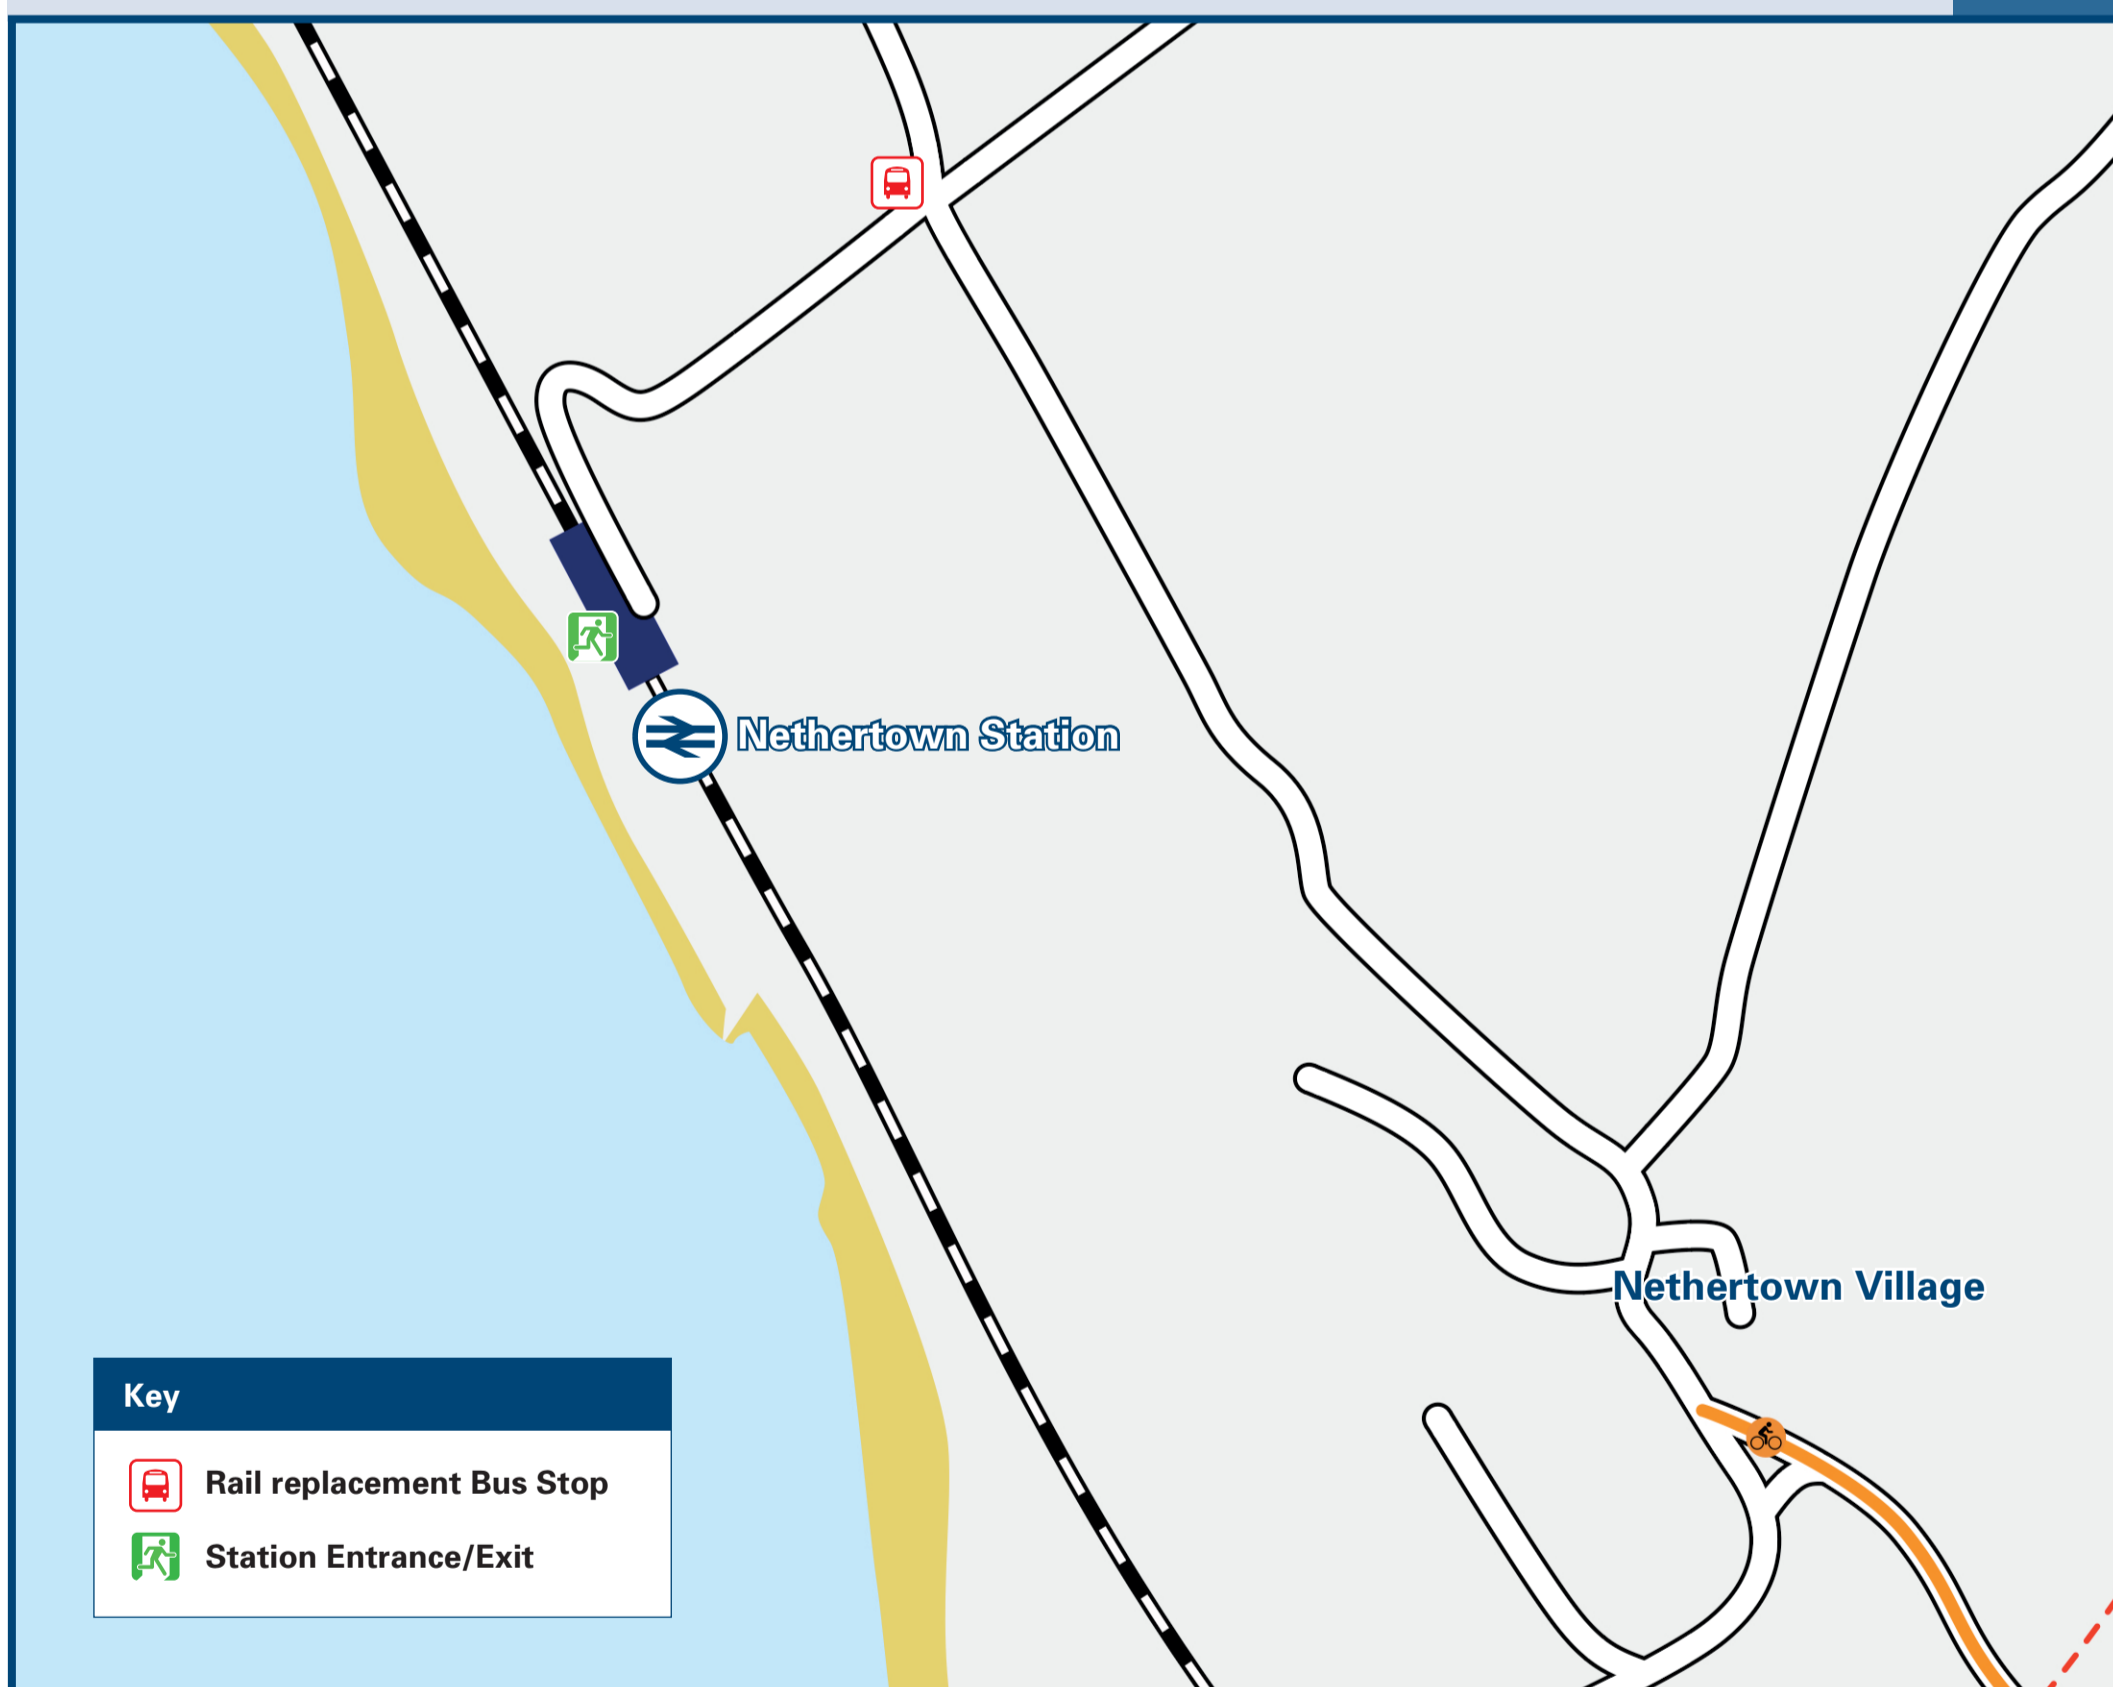 Nethertown Station
Nethertown Village
Key
Rail replacement Bus Stop
Station Entrance/Exit